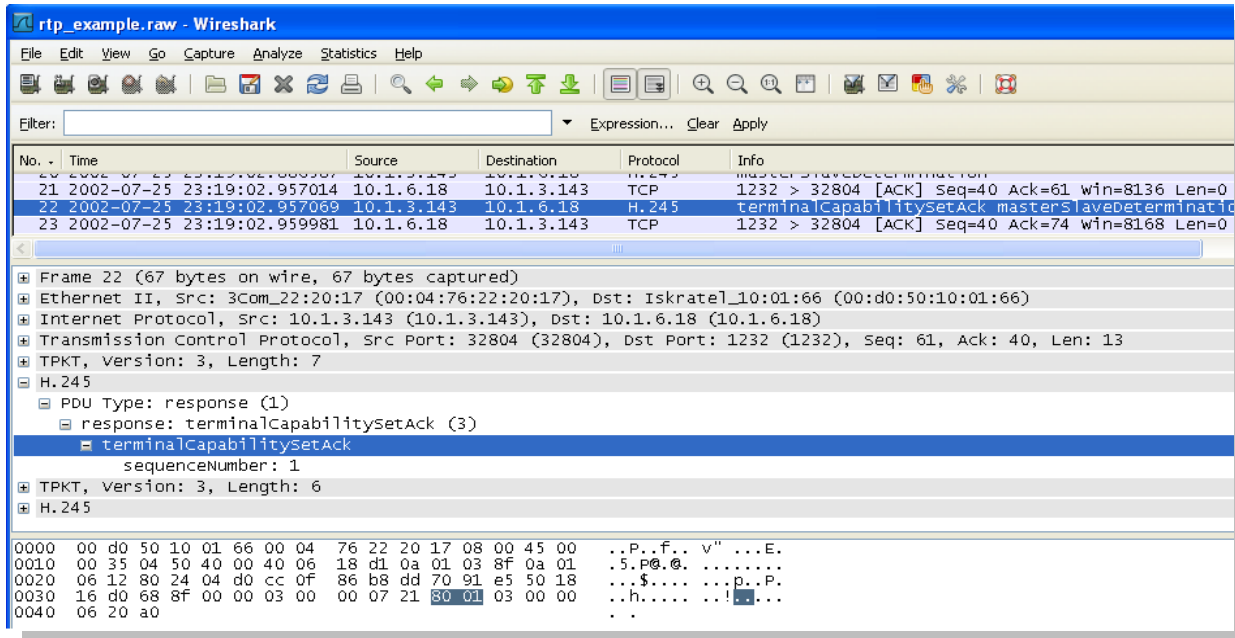 rtp_example.raw - Wireshark
File Edit View Go Capture Analyze Statistics Help
Filter: Expression... Clear Apply
No. Time Source Destination Protocol Info
21 2002-07-25 23:19:02.957014 10.1.6.18 10.1.3.143 TCP 1232 > 32804 [ACK] Seq=40 Ack=61 Win=8136 Len=0
22 2002-07-25 23:19:02.957069 10.1.3.143 10.1.6.18 H.245 terminalCapabilitySetAck masterSlaveDeterminatio
23 2002-07-25 23:19:02.959981 10.1.6.18 10.1.3.143 TCP 1232 > 32804 [ACK] Seq=40 Ack=74 Win=8168 Len=0
Frame 22 (67 bytes on wire, 67 bytes captured)
Ethernet II, Src: 3Com_22:20:17 (00:04:76:22:20:17), Dst: Iskratel_10:01:66 (00:d0:50:10:01:66)
Internet Protocol, Src: 10.1.3.143 (10.1.3.143), Dst: 10.1.6.18 (10.1.6.18)
Transmission Control Protocol, Src Port: 32804 (32804), Dst Port: 1232 (1232), Seq: 61, Ack: 40, Len: 13
TPKT, Version: 3, Length: 7
H.245
PDU Type: response (1)
response: terminalCapabilitySetAck (3)
terminalCapabilitySetAck
sequenceNumber: 1
TPKT, Version: 3, Length: 6
H.245
0000 00 d0 50 10 01 66 00 04 76 22 20 17 08 00 45 00 ..P..f.. v" ...E.
0010 00 35 04 50 40 00 40 06 18 d1 0a 01 03 8f 0a 01 .5.P@.@. ........
0020 06 12 80 24 04 d0 cc 0f 86 b8 dd 70 91 e5 50 18 ...$.... ...p..P.
0030 16 d0 68 8f 00 00 03 00 00 07 21 80 01 03 00 00 ..h..... ..!.....
0040 06 20 a0 . .